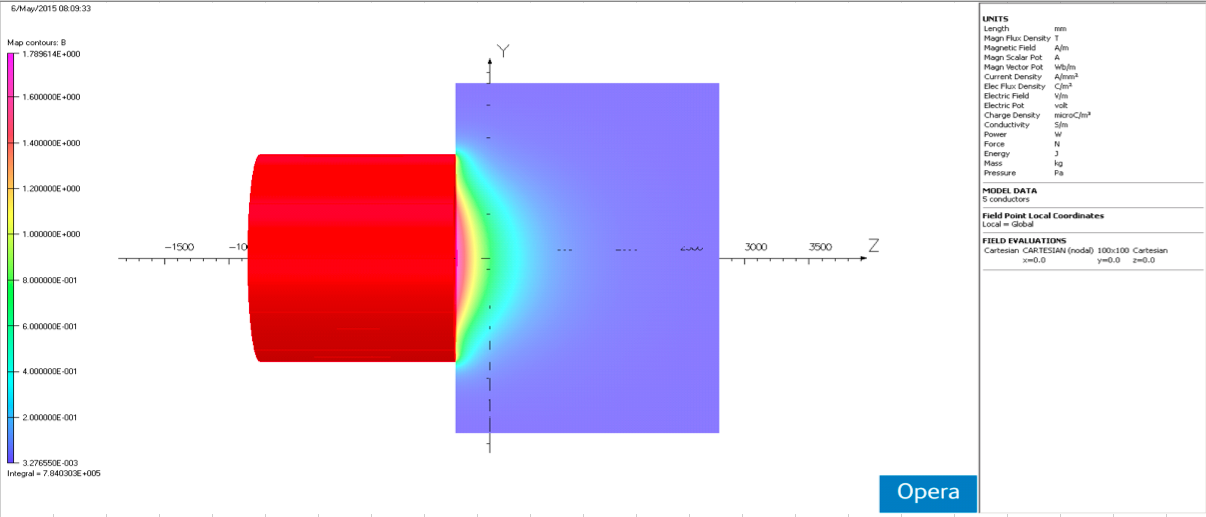 6/May/2015 08:09:33
Map contours: B
1.789614E+000
1.600000E+000
1.400000E+000
1.200000E+000
1.000000E+000
8.000000E-001
6.000000E-001
4.000000E-001
2.000000E-001
3.276550E-003
Integral = 7.840303E+005
Y
-1500
-10
3000
3500
Z
UNITS
Length mm
Magn Flux Density T
Magnetic Field A/m
Magn Scalar Pot A
Magn Vector Pot Wb/m
Current Density A/mm²
Elec Flux Density C/m²
Electric Field V/m
Electric Pot volt
Charge Density microC/m³
Conductivity S/m
Power W
Force N
Energy J
Mass kg
Pressure Pa
MODEL DATA
5 conductors
Field Point Local Coordinates
Local = Global
FIELD EVALUATIONS
Cartesian CARTESIAN (nodal) 100x100 Cartesian
x=0.0 y=0.0 z=0.0
Opera